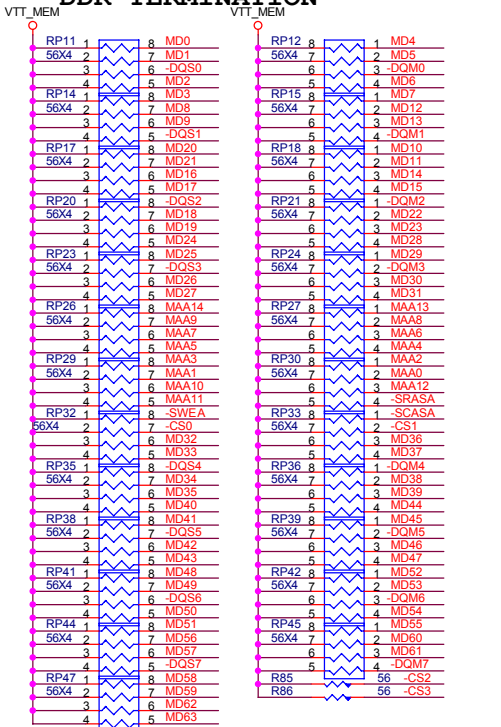 DDR TERMINATION
VTT_MEM
RP11 1 8 MD0
56X4 2 7 MD1
3 6 -DQS0
4 5 MD2
RP14 1 8 MD3
56X4 2 7 MD8
3 6 MD9
4 5 -DQS1
RP17 1 8 MD20
56X4 2 7 MD21
3 6 MD16
4 5 MD17
RP20 1 8 -DQS2
56X4 2 7 MD18
3 6 MD19
4 5 MD24
RP23 1 8 MD25
56X4 2 7 -DQS3
3 6 MD26
4 5 MD27
RP26 1 8 MAA14
56X4 2 7 MAA9
3 6 MAA7
4 5 MAA5
RP29 1 8 MAA3
56X4 2 7 MAA1
3 6 MAA10
4 5 MAA11
RP32 1 8 -SWEA
56X4 2 7 -CS0
3 6 MD32
4 5 MD33
RP35 1 8 -DQS4
56X4 2 7 MD34
3 6 MD35
4 5 MD40
RP38 1 8 MD41
56X4 2 7 -DQS5
3 6 MD42
4 5 MD43
RP41 1 8 MD48
56X4 2 7 MD49
3 6 -DQS6
4 5 MD50
RP44 1 8 MD51
56X4 2 7 MD56
3 6 MD57
4 5 -DQS7
RP47 1 8 MD58
56X4 2 7 MD59
3 6 MD62
4 5 MD63
VTT_MEM
RP12 8 1 MD4
56X4 7 2 MD5
6 3 -DQM0
5 4 MD6
RP15 8 1 MD7
56X4 7 2 MD12
6 3 MD13
5 4 -DQM1
RP18 8 1 MD10
56X4 7 2 MD11
6 3 MD14
5 4 MD15
RP21 8 1 -DQM2
56X4 7 2 MD22
6 3 MD23
5 4 MD28
RP24 8 1 MD29
56X4 7 2 -DQM3
6 3 MD30
5 4 MD31
RP27 8 1 MAA13
56X4 7 2 MAA8
6 3 MAA6
5 4 MAA4
RP30 8 1 MAA2
56X4 7 2 MAA0
6 3 MAA12
5 4 -SRASA
RP33 8 1 -SCASA
56X4 7 2 -CS1
6 3 MD36
5 4 MD37
RP36 8 1 -DQM4
56X4 7 2 MD38
6 3 MD39
5 4 MD44
RP39 8 1 MD45
56X4 7 2 -DQM5
6 3 MD46
5 4 MD47
RP42 8 1 MD52
56X4 7 2 MD53
6 3 -DQM6
5 4 MD54
RP45 8 1 MD55
56X4 7 2 MD60
6 3 MD61
5 4 -DQM7
R85 56 -CS2
R86 56 -CS3